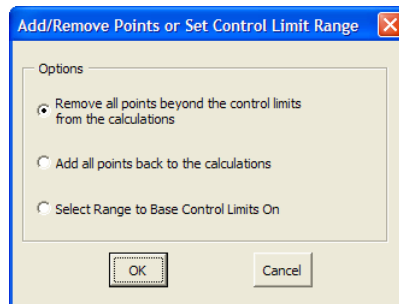 Add/Remove Points or Set Control Limit Range
Options
Remove all points beyond the control limits
from the calculations
Add all points back to the calculations
Select Range to Base Control Limits On
OK
Cancel